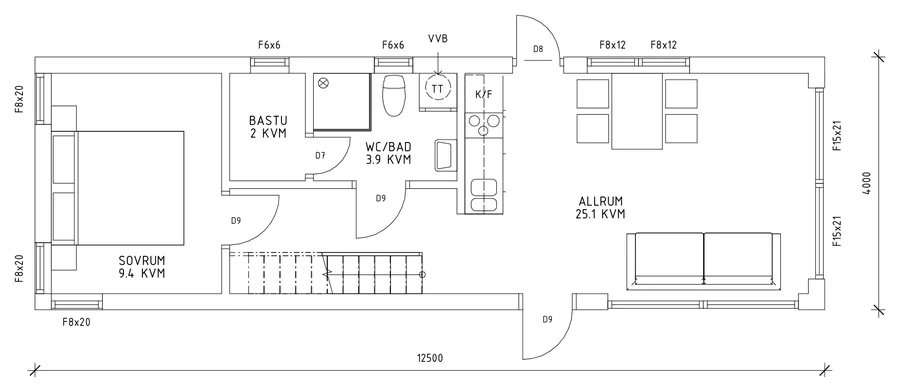 F6x6
F6x6
VVB
D8
F8x12
F8x12
F8x20
TT
K/F
BASTU
2 KVM
WC/BAD
3.9 KVM
D7
F15x21
4000
D9
D9
ALLRUM
25.1 KVM
F15x21
SOVRUM
9.4 KVM
F8x20
F8x20
D9
12500